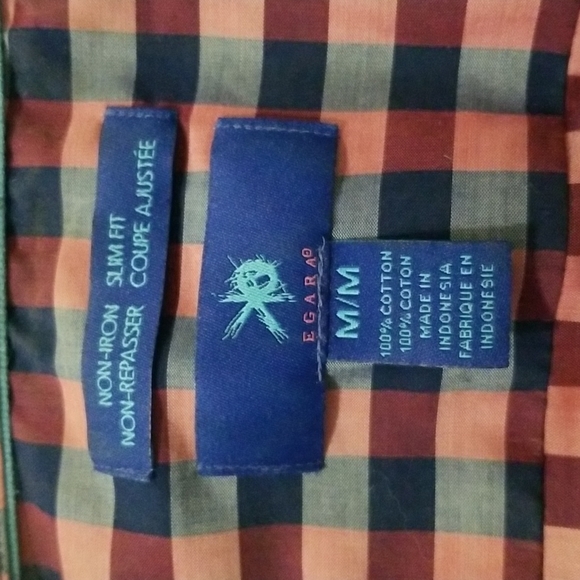 NON-IRON SLIM FIT
NON-REPASSER COUPE AJUSTÉE
EGARA
M/M
100% COTTON
100% COTON
MADE IN
INDONESIA
FABRIQUE EN
INDONESIE